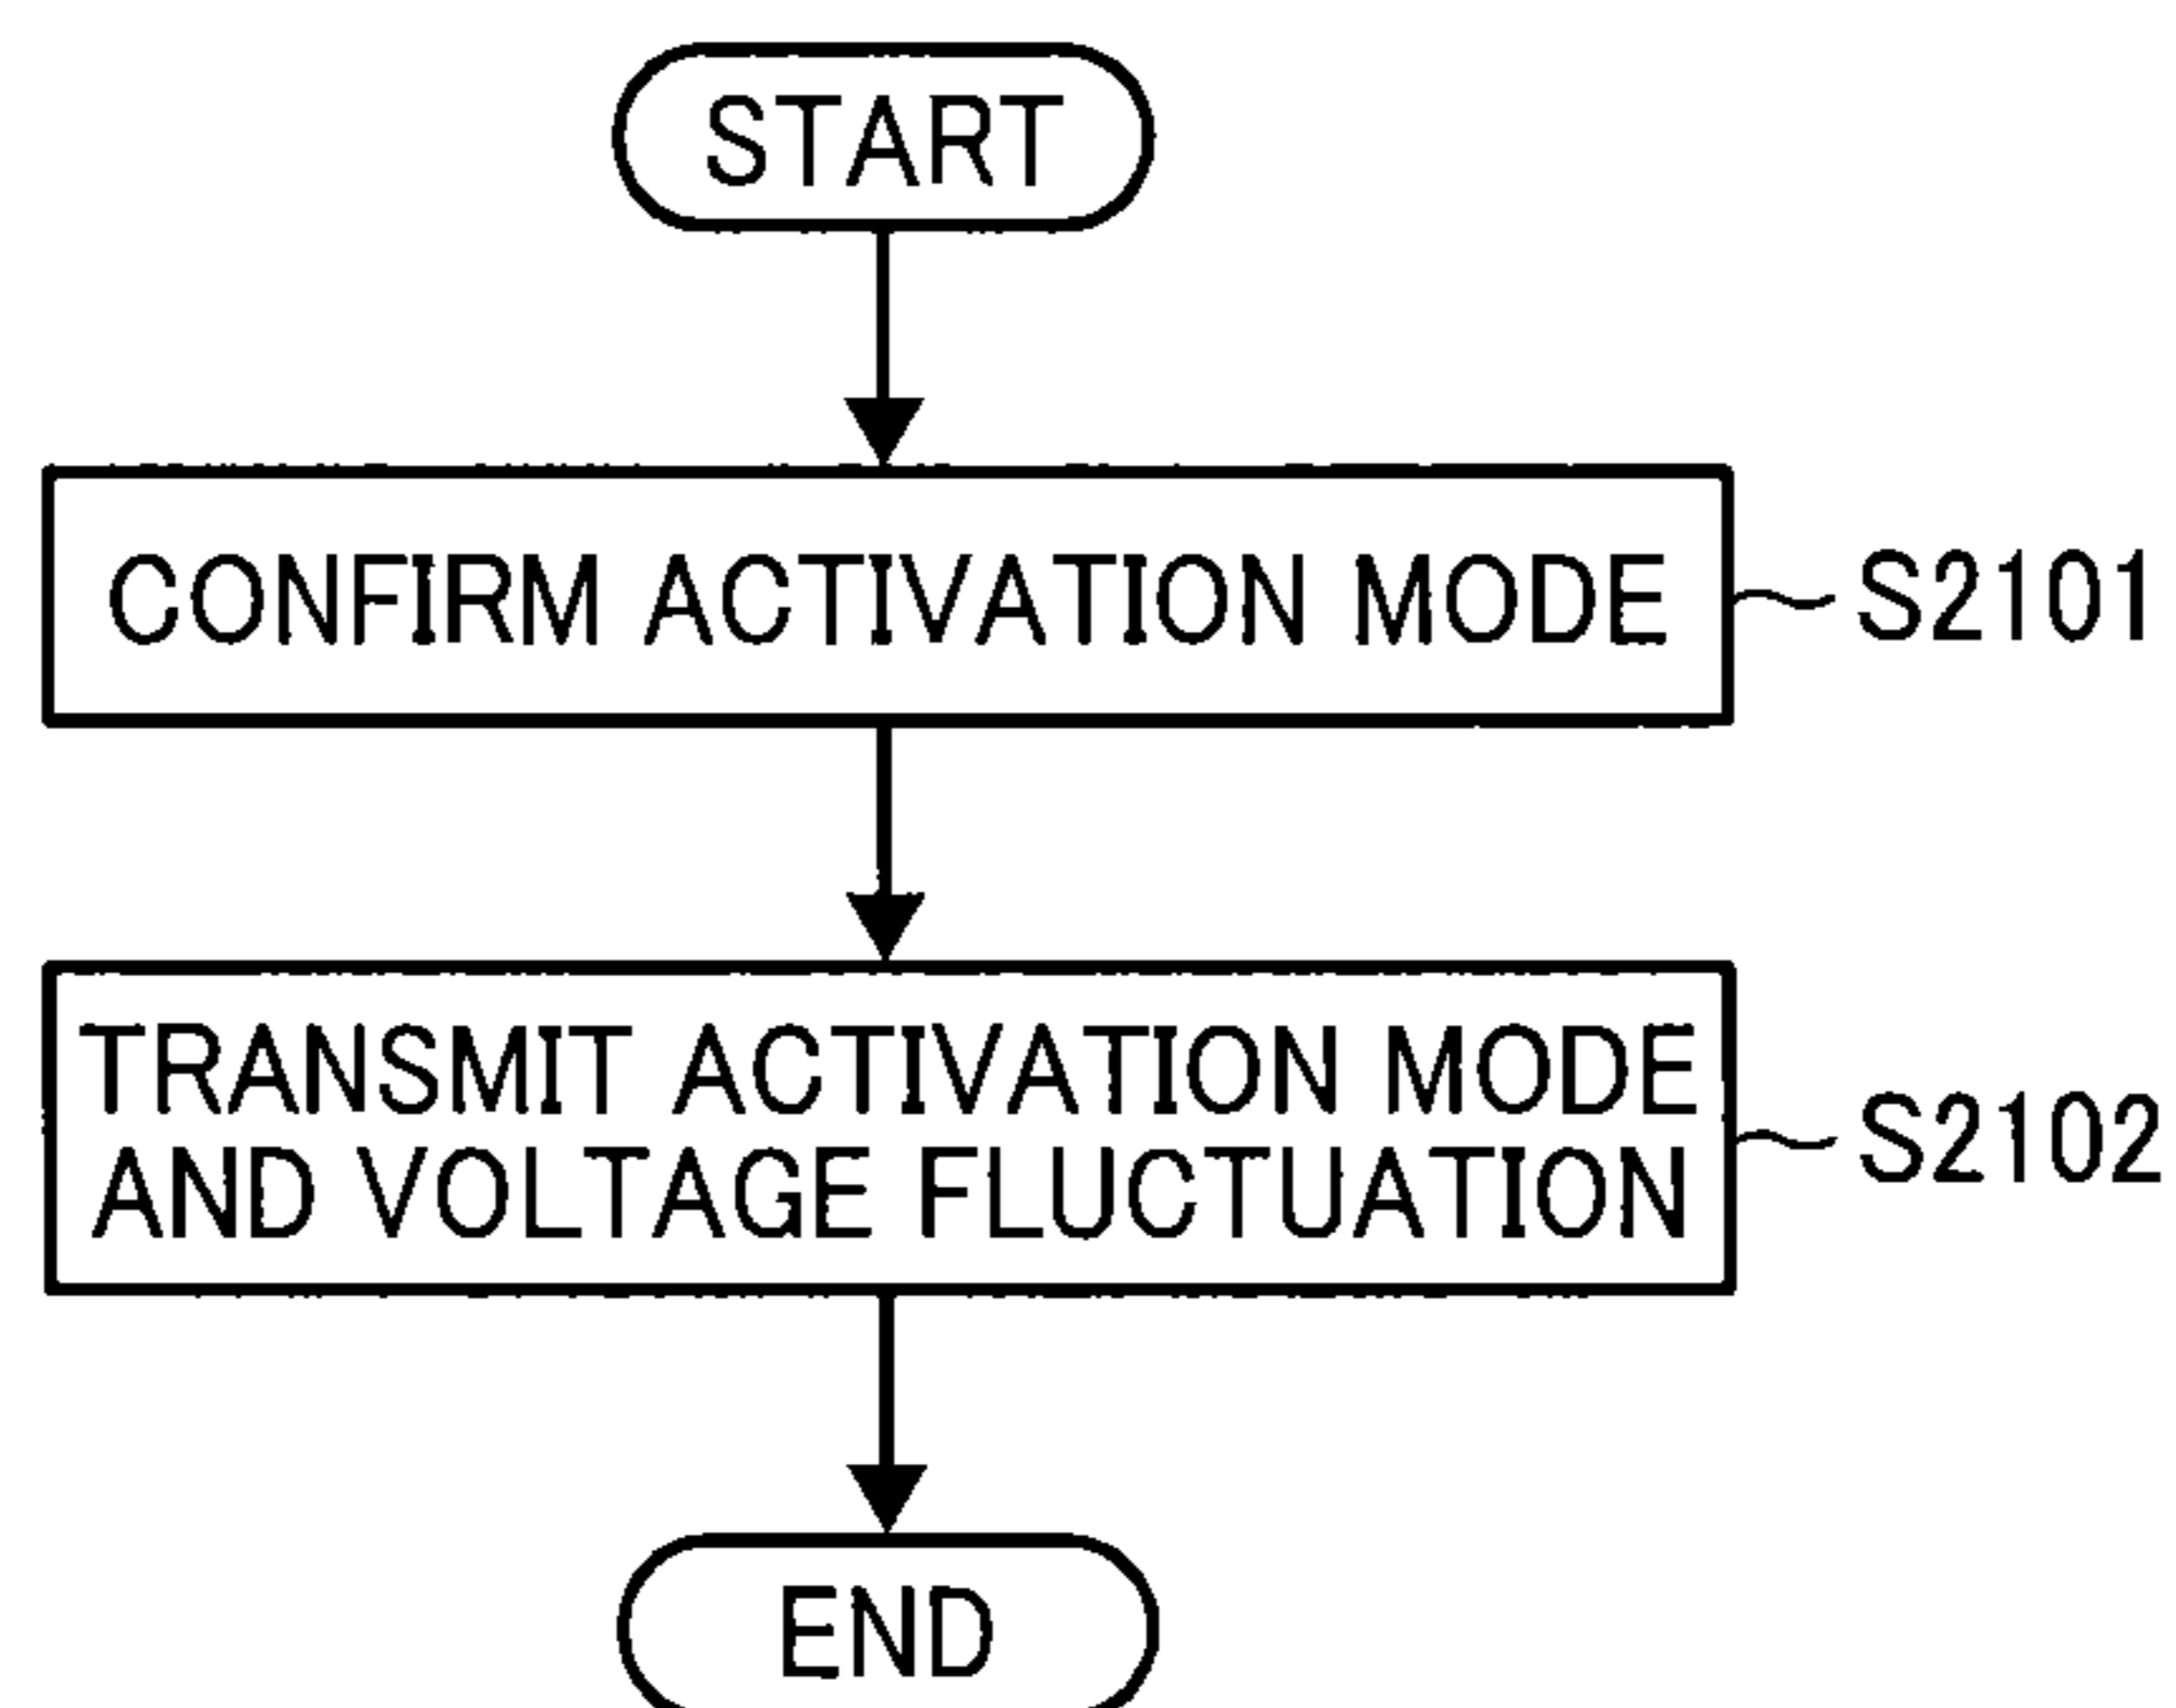 START
CONFIRM ACTIVATION MODE
S2101
TRANSMIT ACTIVATION MODE
AND VOLTAGE FLUCTUATION
S2102
END